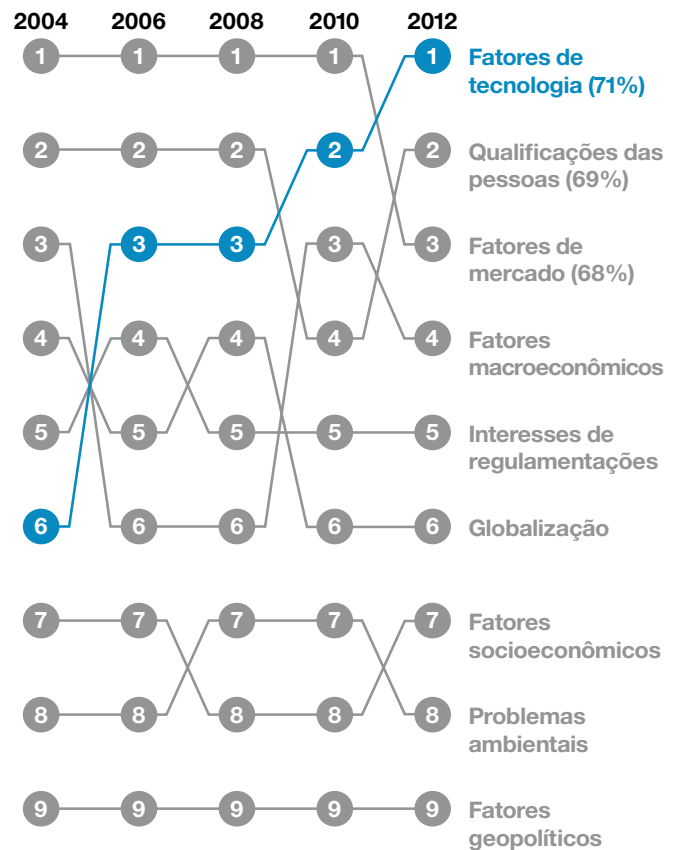 2004 2006 2008 2010 2012
1 1 1 1 1 Fatores de
tecnologia (71%)
2 2 2 2 2 Qualificações das
pessoas (69%)
3 3 3 3 3 Fatores de
mercado (68%)
4 4 4 4 4 Fatores
macroeconômicos
5 5 5 5 5 Interesses de
regulamentações
6 6 6 6 6 Globalização
7 7 7 7 7 Fatores
socioeconômicos
8 8 8 8 8 Problemas
ambientais
9 9 9 9 9 Fatores
geopolíticos